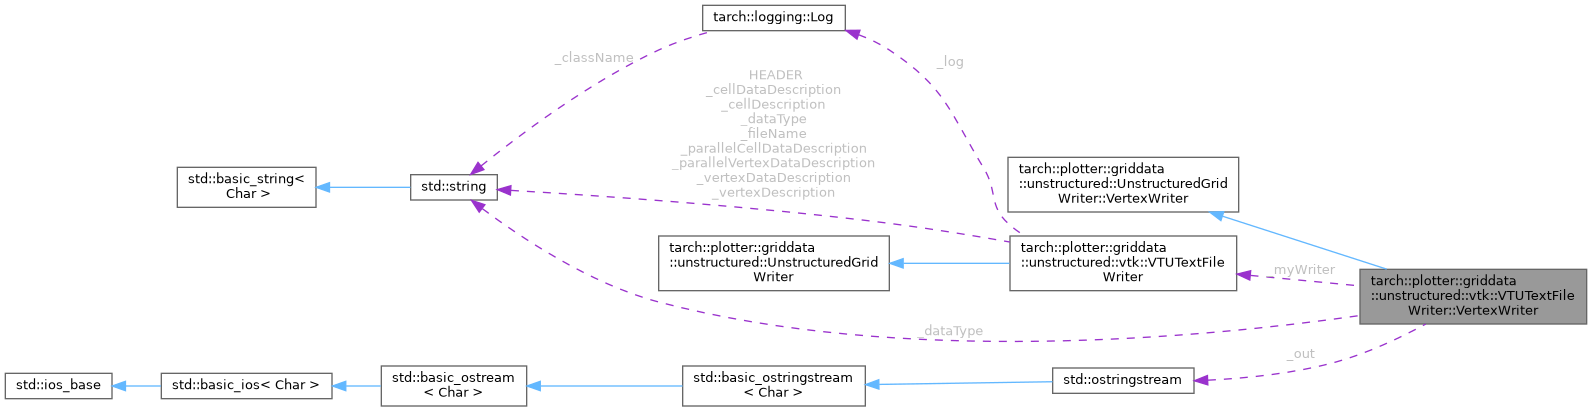 tarch::logging::Log
_className
_log
HEADER
_cellDataDescription
_cellDescription
_dataType
_fileName
_parallelCellDataDescription
_parallelVertexDataDescription
_vertexDataDescription
_vertexDescription
std::basic_string<
Char >
std::string
tarch::plotter::griddata
::unstructured::UnstructuredGrid
Writer::VertexWriter
tarch::plotter::griddata
::unstructured::UnstructuredGrid
Writer
tarch::plotter::griddata
::unstructured::vtk::VTUTextFile
Writer
_myWriter
tarch::plotter::griddata
::unstructured::vtk::VTUTextFile
Writer::VertexWriter
_dataType
_out
std::ios_base
std::basic_ios< Char >
std::basic_ostream
< Char >
std::basic_ostringstream
< Char >
std::ostringstream